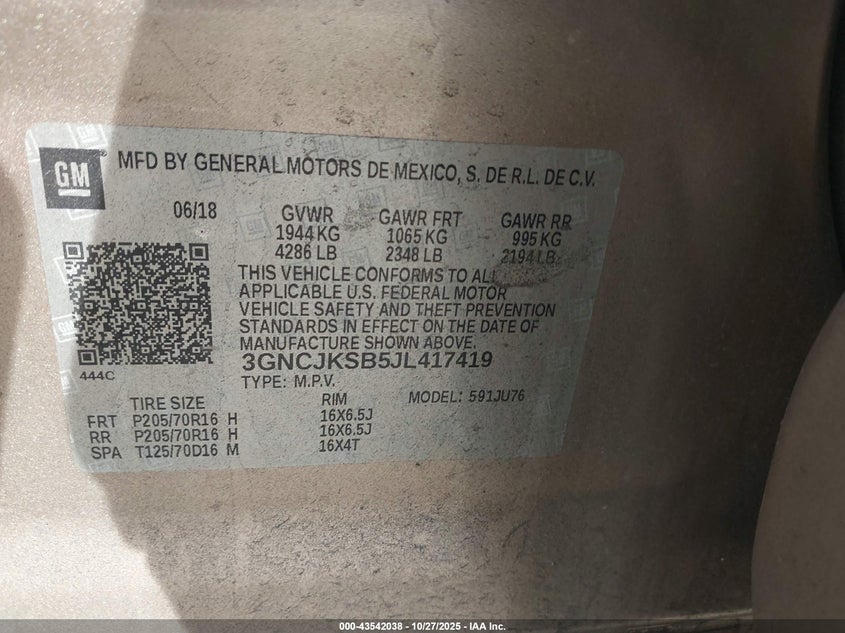 GM
MFD BY GENERAL MOTORS DE MEXICO, S. DE R.L. DE C.V.
06/18
GVWR GAWR FRT GAWR RR
1944 KG 1065 KG 995 KG
4286 LB 2348 LB 2194 LB
THIS VEHICLE CONFORMS TO ALL
APPLICABLE U.S. FEDERAL MOTOR
VEHICLE SAFETY AND THEFT PREVENTION
STANDARDS IN EFFECT ON THE DATE OF
MANUFACTURE SHOWN ABOVE.
3GNCJKSB5JL417419
444C
TYPE: M.P.V. MODEL: 591JU76
TIRE SIZE RIM
FRT P205/70R16 H 16X6.5J
RR P205/70R16 H 16X6.5J
SPA T125/70D16 M 16X4T
000-43542038 - 10/27/2025 - IAA Inc.